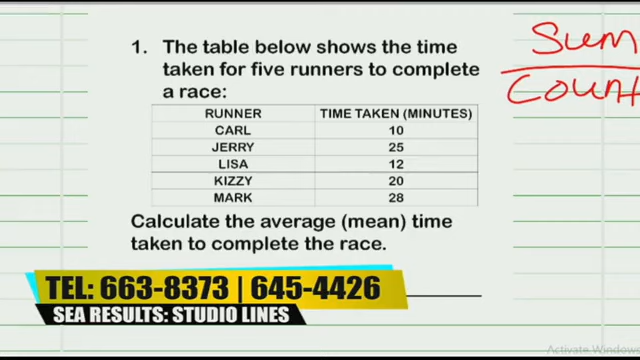 1. The table below shows the time
taken for five runners to complete
a race:
RUNNER TIME TAKEN (MINUTES)
CARL 10
JERRY 25
LISA 12
KIZZY 20
MARK 28
Calculate the average (mean) time
taken to complete the race.
Sum
Count
TEL: 663-8373 | 645-4426
SEA RESULTS: STUDIO LINES
Activate Windows